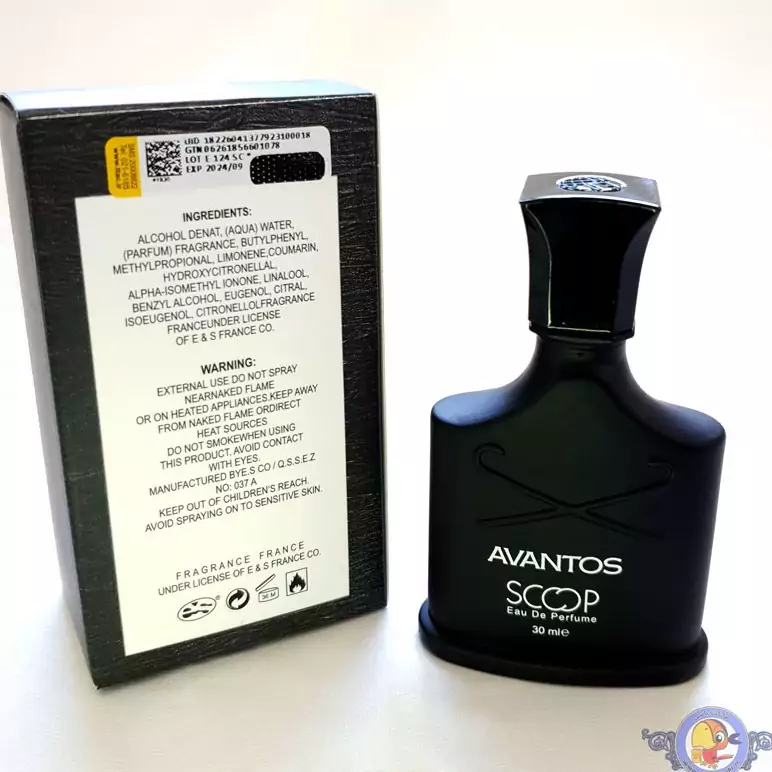 UID 18226041377923100018
GTN 06261856601078
LOT E 124 SC *
EXP 2024/09
INGREDIENTS:
ALCOHOL DENAT, (AQUA) WATER,
(PARFUM) FRAGRANCE, BUTYLPHENYL,
METHYLPROPIONAL, LIMONENE,COUMARIN,
HYDROXYCITRONELLAL,
ALPHA-ISOMETHYL IONONE, LINALOOL,
BENZYL ALCOHOL, EUGENOL, CITRAL,
ISOEUGENOL, CITRONELLOLFRAGRANCE
FRANCEUNDER LICENSE
OF E & S FRANCE CO.
WARNING:
EXTERNAL USE DO NOT SPRAY
NEARNAKED FLAME
OR ON HEATED APPLIANCES.KEEP AWAY
FROM NAKED FLAME ORDIRECT
HEAT SOURCES
DO NOT SMOKEWHEN USING
THIS PRODUCT. AVOID CONTACT
WITH EYES.
MANUFACTURED BYE.S CO / Q.S.S.E.Z
NO: 037 A
KEEP OUT OF CHILDREN'S REACH.
AVOID SPRAYING ON TO SENSITIVE SKIN.
FRAGRANCE FRANCE
UNDER LICENSE OF E & S FRANCE CO.
36 M
AVANTOS
SCOOP
Eau De Perfume
30 ml℮